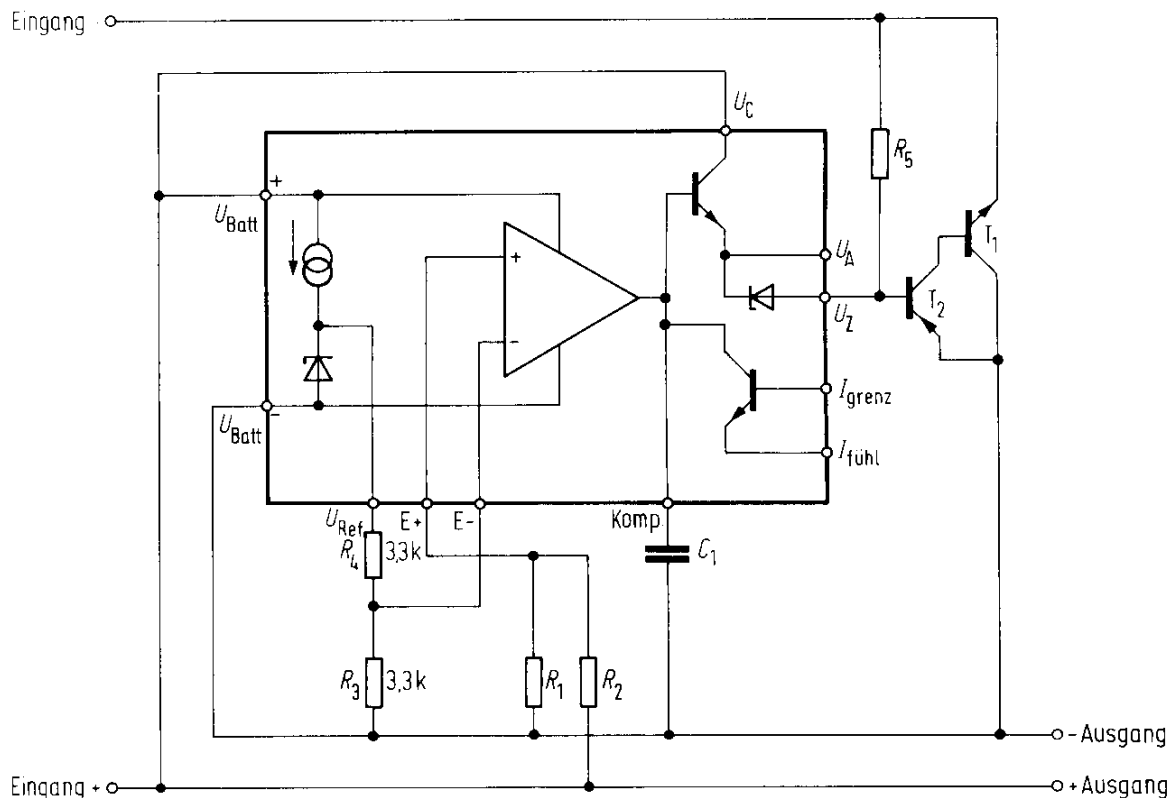 Eingang
U_C
R_5
+
U_Batt
T_1
+
U_A
T_2
U_Z
−
−
U_Batt
I_grenz
I_fühl
U_Ref
E+
E−
Komp
R_4 3,3k
C_1
R_3 3,3k
R_1
R_2
−Ausgang
Eingang +
+Ausgang